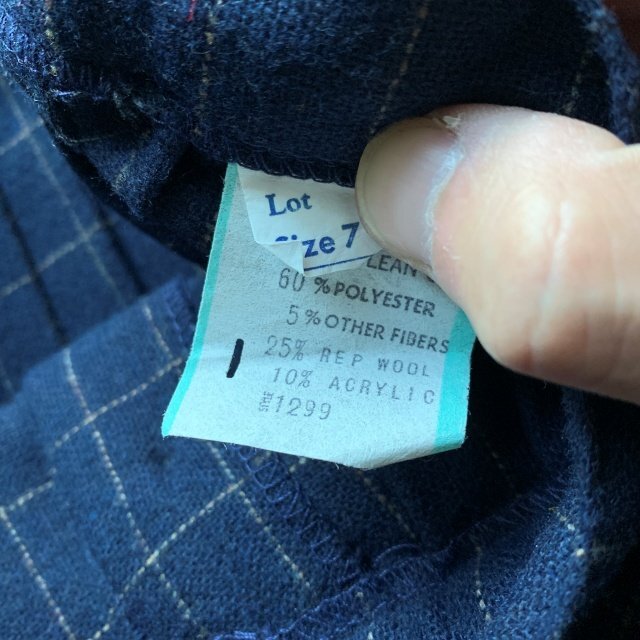 Lot
Size 7
LEAN
60 %POLYESTER
5%OTHER FIBERS
25% REP WOOL
10% ACRYLIC
1299